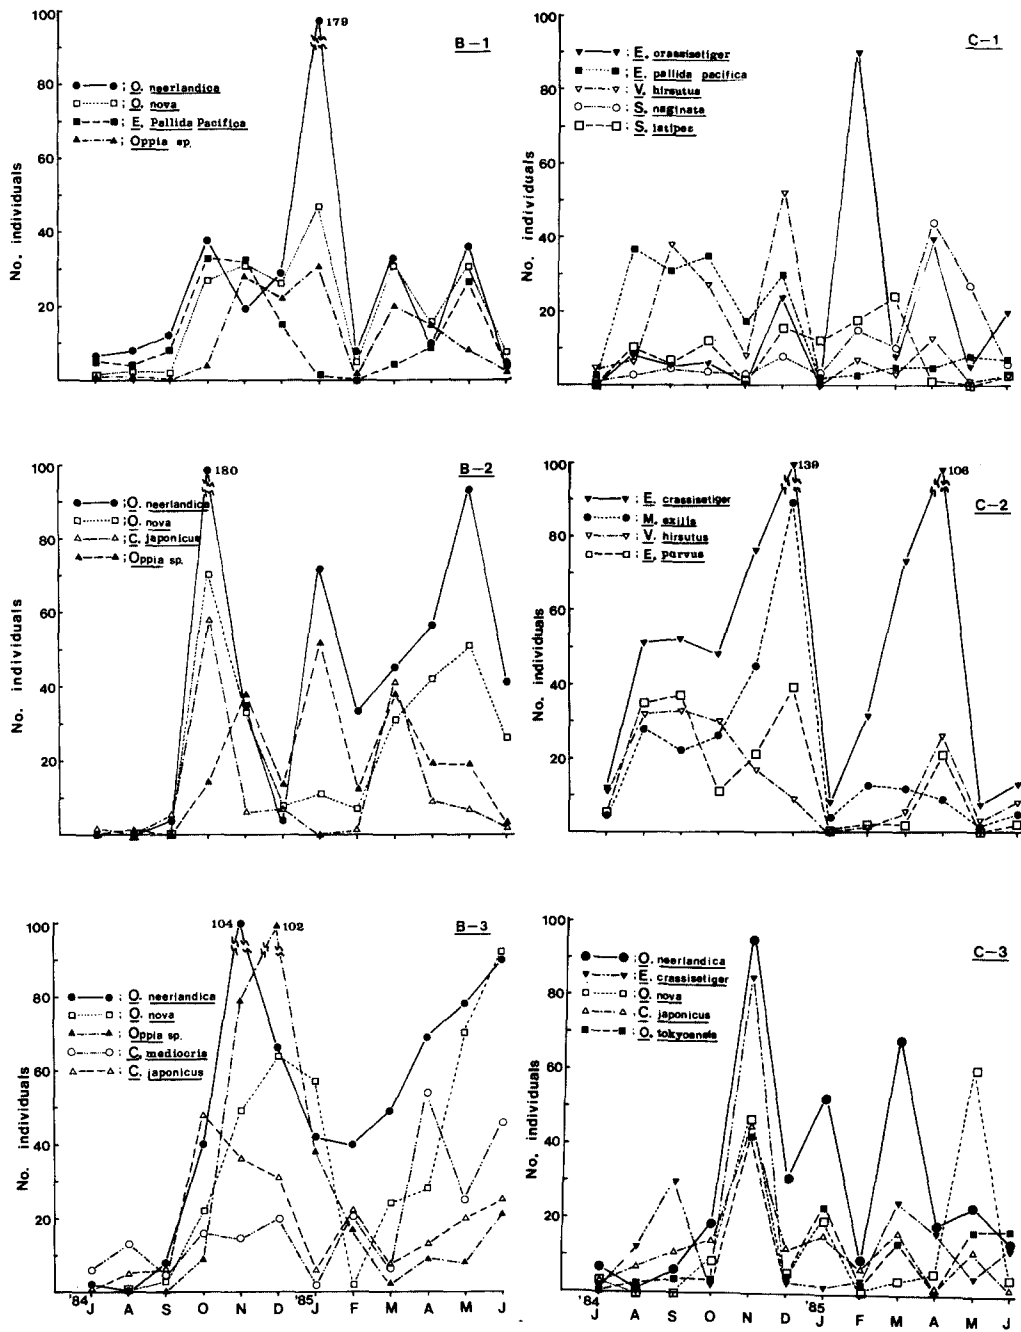 B-1
179
100
80
60
40
20
No. individuals
; O. neerlandica
; O. nova
; E. Pallida Pacifica
; Oppia sp.
C-1
100
80
60
40
20
No. individuals
; E. crassisetiger
; E. pallida pacifica
; V. hirsutus
; S. naginata
; S. latipes
B-2
180
100
80
60
40
20
No. individuals
; O. neerlandica
; O. nova
; C. japonicus
; Oppia sp.
C-2
139
106
100
80
60
40
20
No. individuals
; E. crassisetiger
; M. exilis
; V. hirsutus
; E. parvus
B-3
104
102
100
80
60
40
20
No. individuals
; O. neerlandica
; O. nova
; Oppia sp.
; C. mediocris
; C. japonicus
'84 '85
J A S O N D J F M A M J
C-3
100
80
60
40
20
No. individuals
; O. neerlandica
; E. crassisetiger
; O. nova
; C. japonicus
; O. tokyoensis
'84 '85
J A S O N D J F M A M J